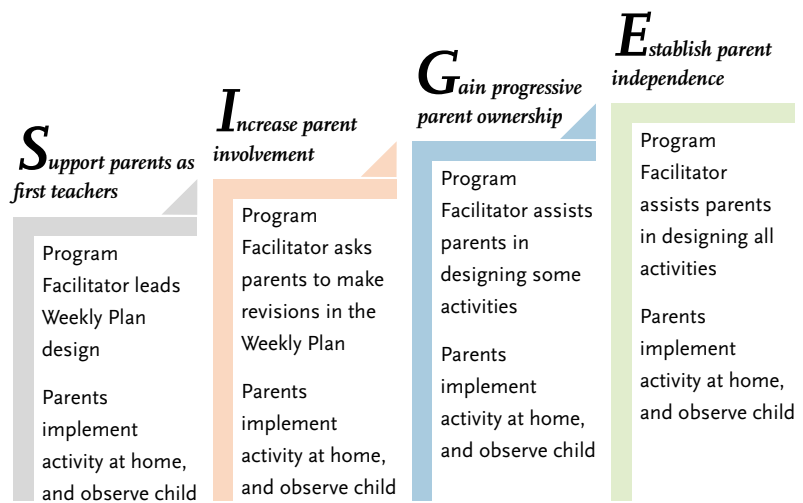 Support parents as
first teachers
Program
Facilitator leads
Weekly Plan
design
Parents
implement
activity at home,
and observe child
Increase parent
involvement
Program
Facilitator asks
parents to make
revisions in the
Weekly Plan
Parents
implement
activity at home,
and observe child
Gain progressive
parent ownership
Program
Facilitator assists
parents in
designing some
activities
Parents
implement
activity at home,
and observe child
Establish parent
independence
Program
Facilitator
assists parents
in designing all
activities
Parents
implement
activity at home,
and observe child